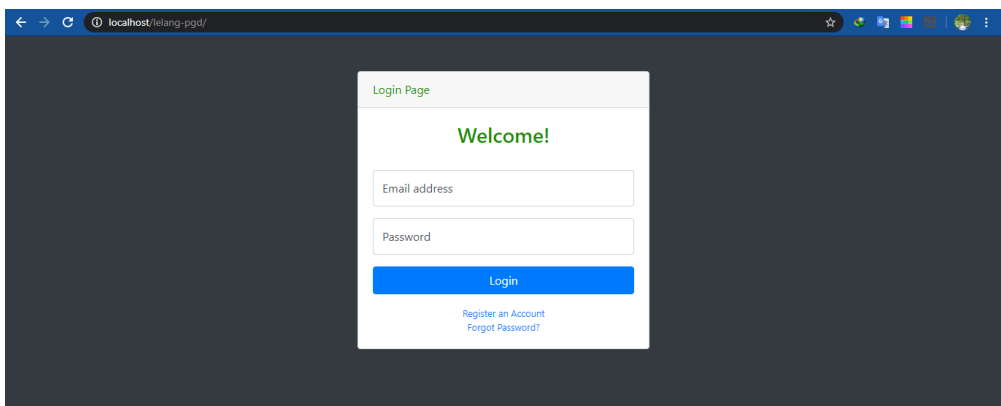 localhost/lelang-pgd/
Login Page
Welcome!
Email address
Password
Login
Register an Account
Forgot Password?